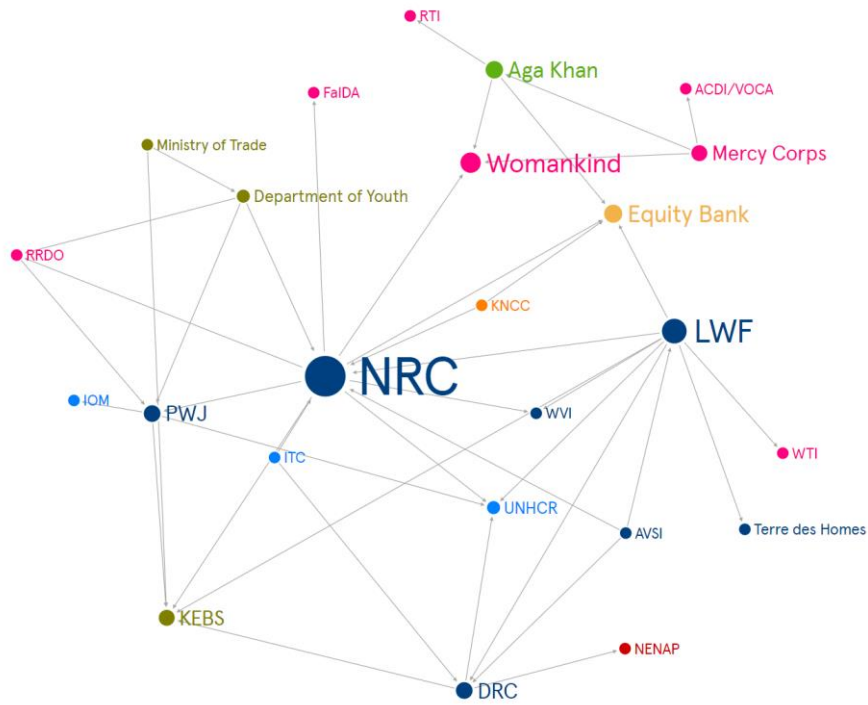 RTI
Aga Khan
FaIDA
ACDI/VOCA
Ministry of Trade
Womankind
Mercy Corps
Department of Youth
Equity Bank
RRDO
KNCC
LWF
NRC
IOM
PWJ
WVI
ITC
WTI
UNHCR
AVSI
Terre des Homes
KEBS
NENAP
DRC